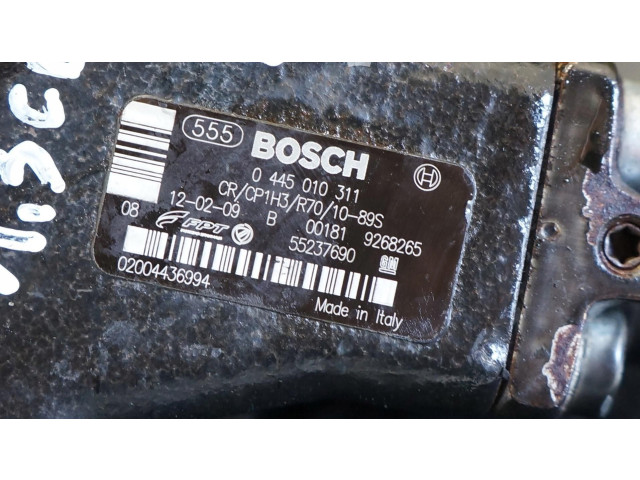 555 BOSCH
0 445 010 311
CR/CP1H3/R70/10-89S
08 12-02-09 B 00181 9268265
FPT 55237690 GM
02004436994
Made in Italy